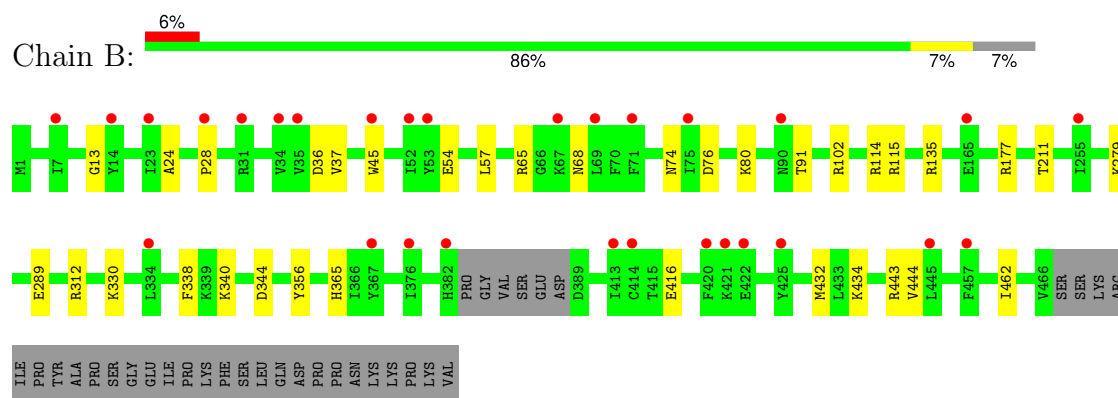 6%
Chain B:
86% 7% 7%
M1 I7 G13 Y14 I23 A24 P28 R31 V34 V35 D36 V37 W45 I52 Y53 E54 L57 R65 G66 K67 N68 L69 F70 F71 N74 I75 D76 K80 N90 T91 R102 R114 R115 R135 E165 R177 T211 I255
E289 R312 K330 L334 F338 K339 K340 D344 Y356 H365 I366 Y367 I376 H382 PRO GLY VAL SER GLU ASP D389 I413 C414 T415 E416 F420 K421 E422 Y425 M432 L433 K434 R443 V444 L445 F457 I462 V466 SER SER LYS
ILE PRO TYR ALA PRO SER GLY GLU ILE PRO LYS PHE SER LEU GLN ASP PRO PRO ASN LYS LYS PRO LYS VAL